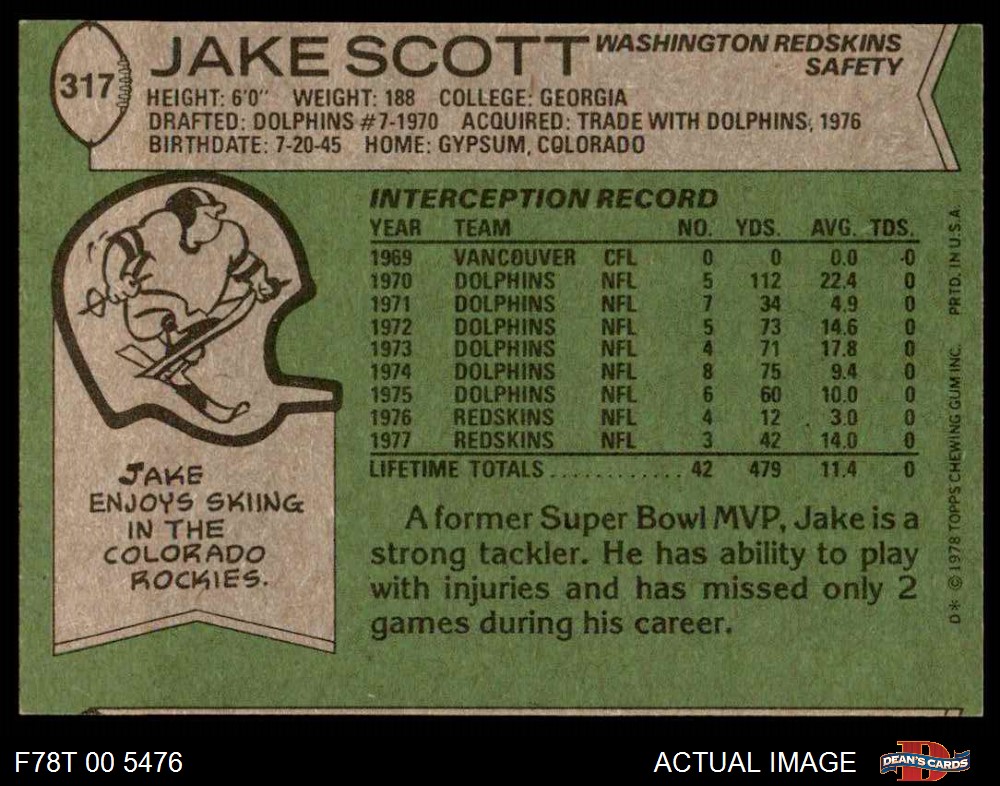 317
JAKE SCOTT
WASHINGTON REDSKINS
SAFETY
HEIGHT: 6'0" WEIGHT: 188 COLLEGE: GEORGIA
DRAFTED: DOLPHINS #7-1970 ACQUIRED: TRADE WITH DOLPHINS, 1976
BIRTHDATE: 7-20-45 HOME: GYPSUM, COLORADO
INTERCEPTION RECORD
YEAR TEAM NO. YDS. AVG. TDS.
1969 VANCOUVER CFL 0 0 0.0 0
1970 DOLPHINS NFL 5 112 22.4 0
1971 DOLPHINS NFL 7 34 4.9 0
1972 DOLPHINS NFL 5 73 14.6 0
1973 DOLPHINS NFL 4 71 17.8 0
1974 DOLPHINS NFL 8 75 9.4 0
1975 DOLPHINS NFL 6 60 10.0 0
1976 REDSKINS NFL 4 12 3.0 0
1977 REDSKINS NFL 3 42 14.0 0
LIFETIME TOTALS............ 42 479 11.4 0
JAKE
ENJOYS SKIING
IN THE
COLORADO
ROCKIES.
A former Super Bowl MVP, Jake is a
strong tackler. He has ability to play
with injuries and has missed only 2
games during his career.
D* © 1978 TOPPS CHEWING GUM INC. PRTD. IN U.S.A.
F78T 00 5476
ACTUAL IMAGE
D
DEAN'S CARDS